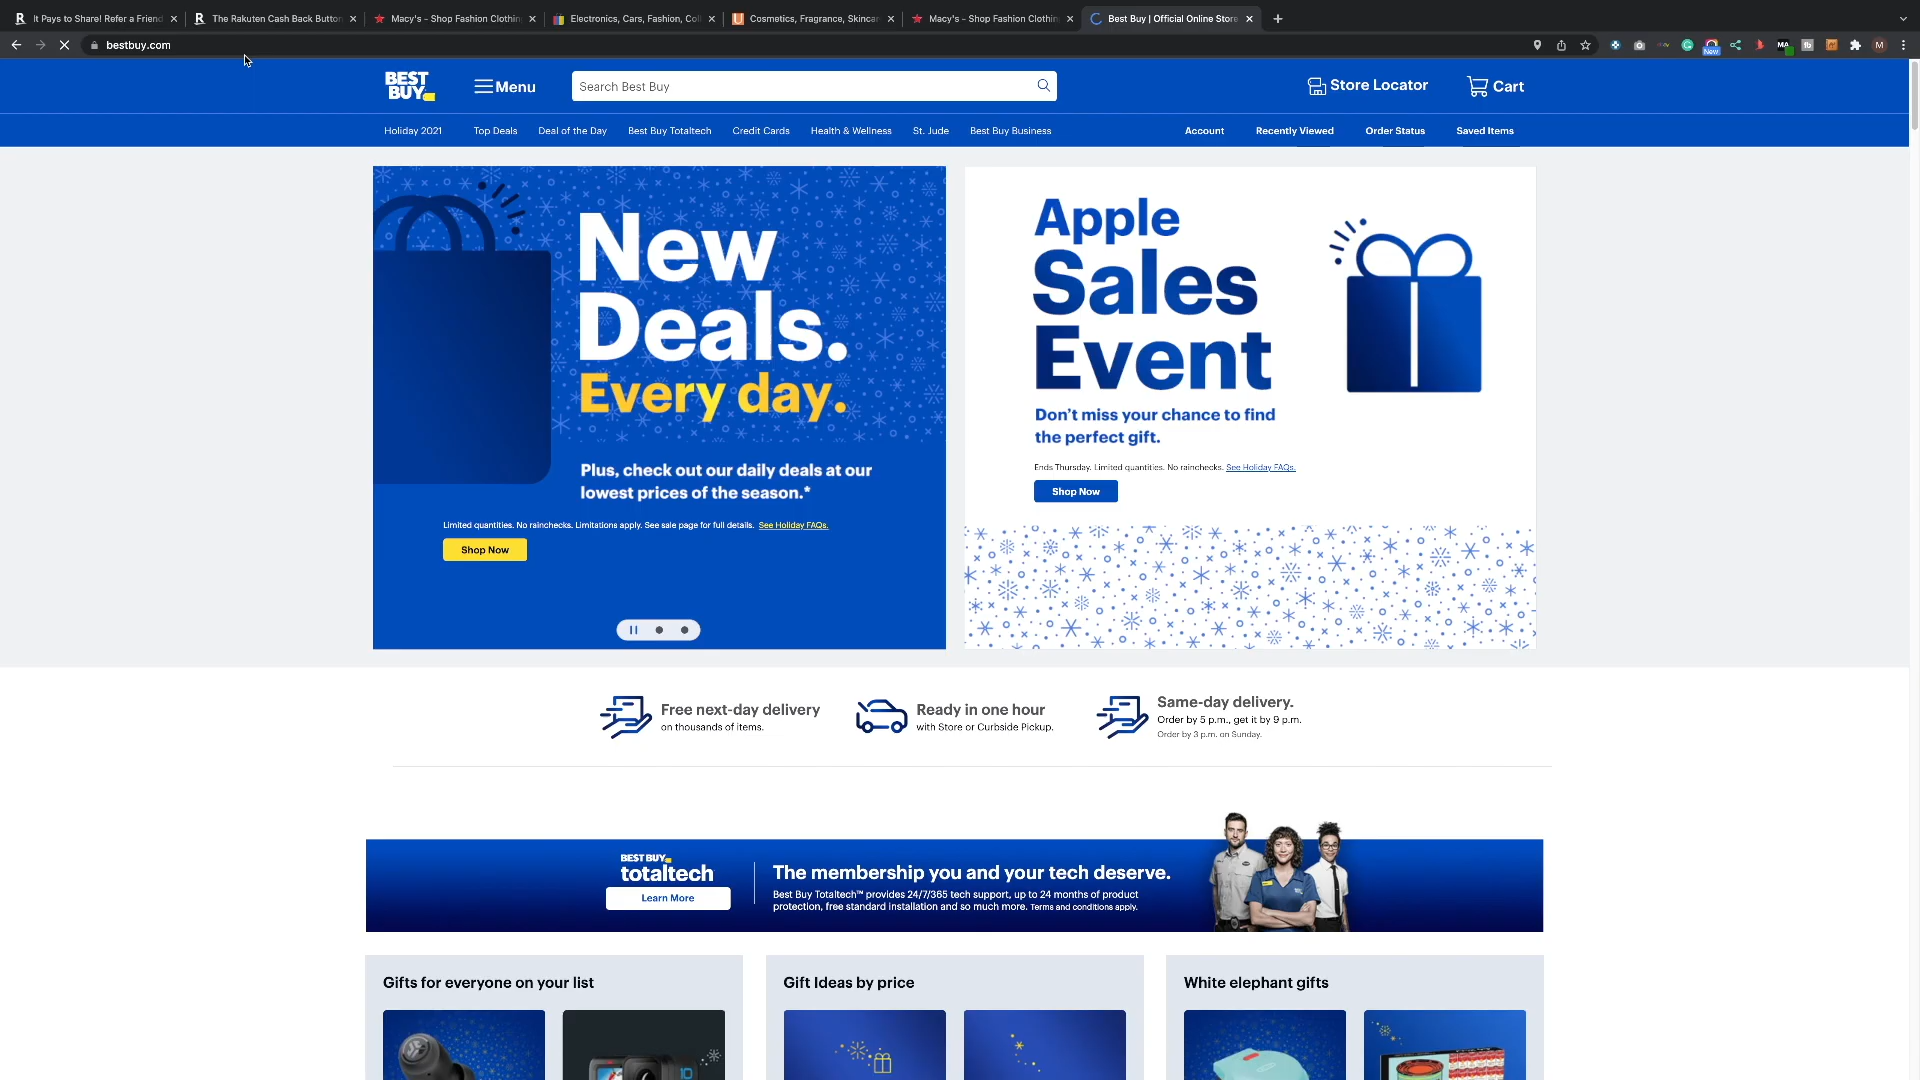 It Pays to Share! Refer a Friend
The Rakuten Cash Back Button
Macy's - Shop Fashion Clothin
Electronics, Cars, Fashion, Col
Cosmetics, Fragrance, Skincar
Macy's - Shop Fashion Clothin
Best Buy | Official Online Store
bestbuy.com
New
BEST BUY
Menu
Search Best Buy
Store Locator
Cart
Holiday 2021
Top Deals
Deal of the Day
Best Buy Totaltech
Credit Cards
Health & Wellness
St. Jude
Best Buy Business
Account
Recently Viewed
Order Status
Saved Items
New
Deals.
Every day.
Plus, check out our daily deals at our
lowest prices of the season.*
Limited quantities. No rainchecks. Limitations apply. See sale page for full details. See Holiday FAQs.
Shop Now
Apple
Sales
Event
Don't miss your chance to find
the perfect gift.
Ends Thursday. Limited quantities. No rainchecks. See Holiday FAQs.
Shop Now
Free next-day delivery
on thousands of items.
Ready in one hour
with Store or Curbside Pickup.
Same-day delivery.
Order by 5 p.m., get it by 9 p.m.
Order by 3 p.m. on Sunday.
BEST BUY
totaltech
Learn More
The membership you and your tech deserve.
Best Buy Totaltech™ provides 24/7/365 tech support, up to 24 months of product
protection, free standard installation and so much more. Terms and conditions apply.
Gifts for everyone on your list
Gift Ideas by price
White elephant gifts